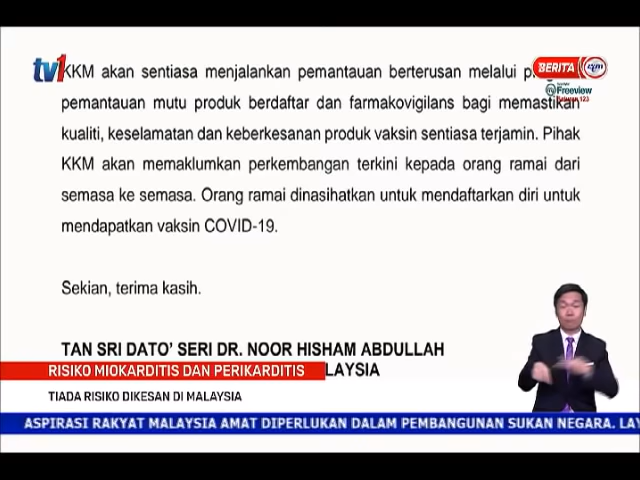 tv1
BERITA
Freeview
KKM akan sentiasa menjalankan pemantauan berterusan melalui
pemantauan mutu produk berdaftar dan farmakovigilans bagi memastikan
kualiti, keselamatan dan keberkesanan produk vaksin sentiasa terjamin. Pihak
KKM akan memaklumkan perkembangan terkini kepada orang ramai dari
semasa ke semasa. Orang ramai dinasihatkan untuk mendaftarkan diri untuk
mendapatkan vaksin COVID-19.
Sekian, terima kasih.
TAN SRI DATO’ SERI DR. NOOR HISHAM ABDULLAH
LAYSIA
RISIKO MIOKARDITIS DAN PERIKARDITIS
TIADA RISIKO DIKESAN DI MALAYSIA
ASPIRASI RAKYAT MALAYSIA AMAT DIPERLUKAN DALAM PEMBANGUNAN SUKAN NEGARA. LAY